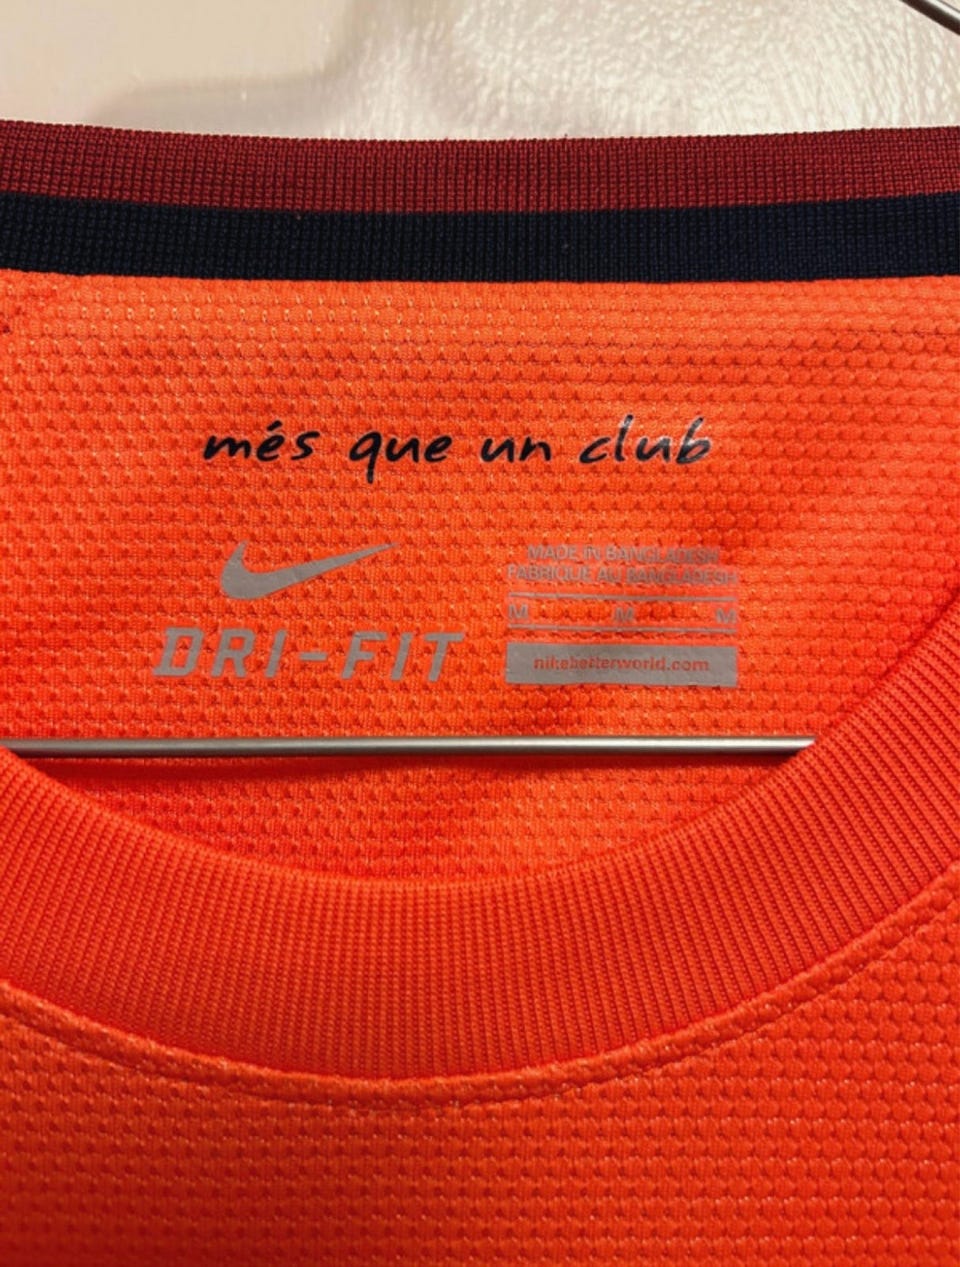 més que un club
DRI-FIT
MADE IN BANGLADESH
FABRIQUE AU BANGLADESH
M M M
nikebetterworld.com